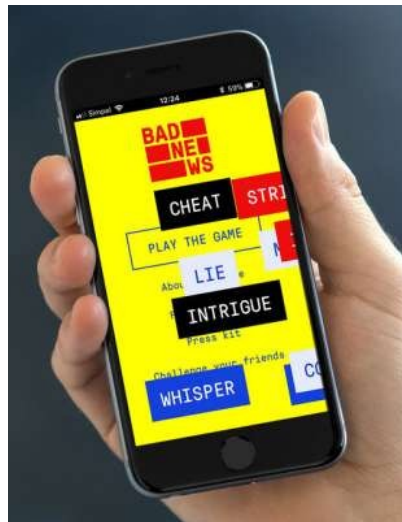 Simpel 12:24 59%
BAD
NE
WS
CHEAT STRI
PLAY THE GAME
LIE N
Abou e
INTRIGUE
Press kit
Challenge your friends
WHISPER CO